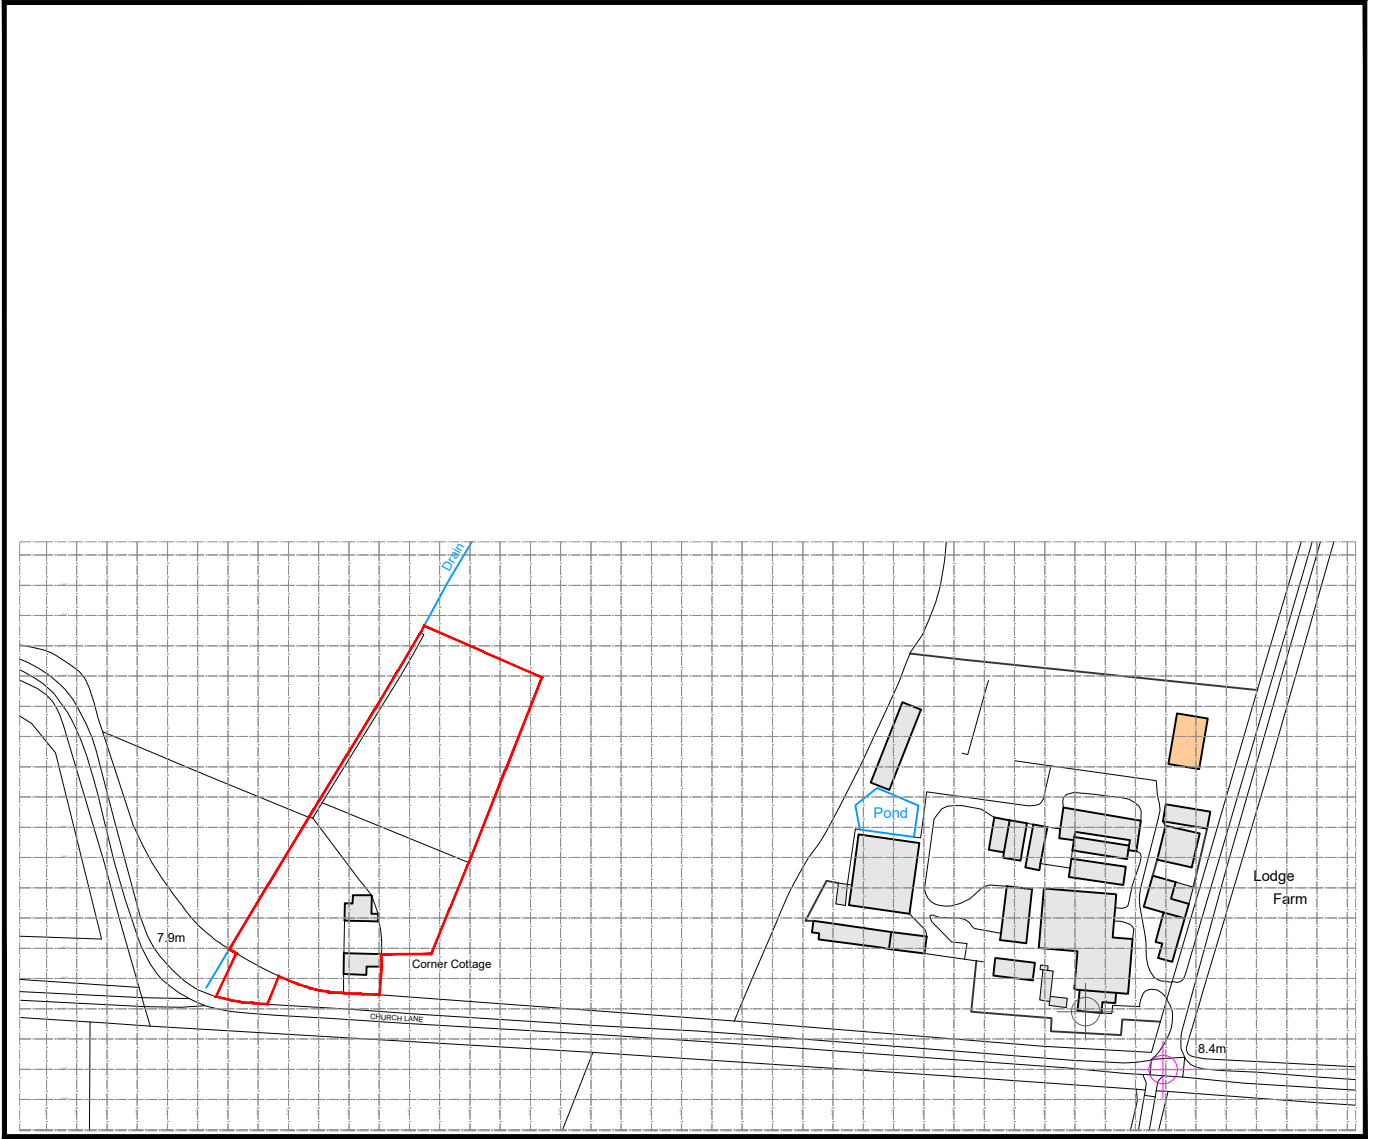 Drain
Pond
Lodge
Farm
7.9m
Corner Cottage
CHURCH LANE
8.4m